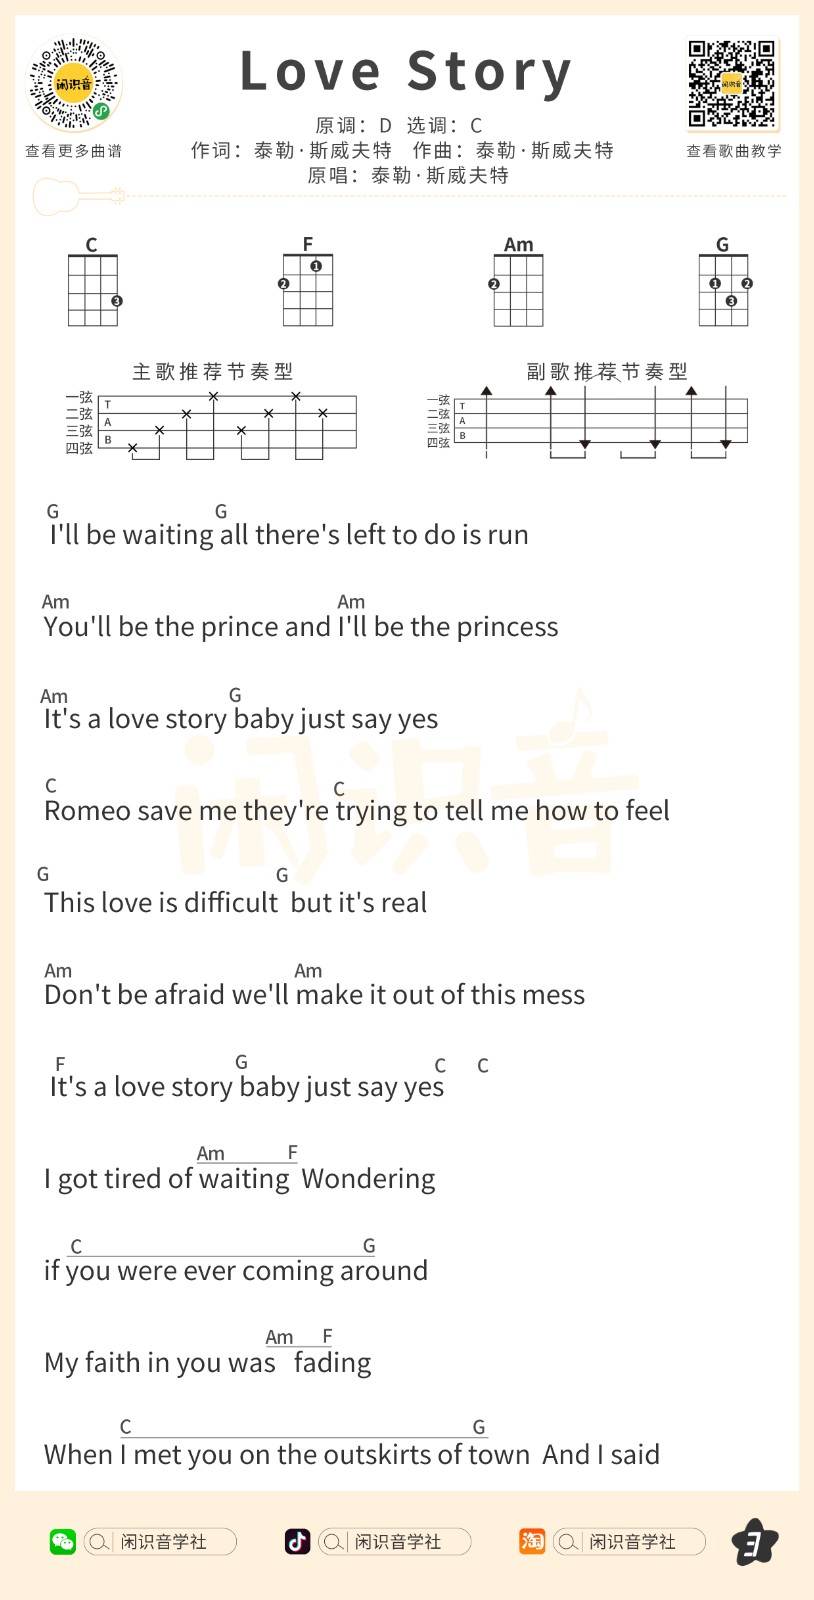 闲识音
查看更多曲谱
Love Story
原调：D 选调：C
作词：泰勒·斯威夫特 作曲：泰勒·斯威夫特
原唱：泰勒·斯威夫特
闲识音
查看歌曲教学
C F Am G
3
2 1
2
1 2 3
主歌推荐节奏型
一弦
二弦
三弦
四弦
T
A
B
副歌推荐节奏型
一弦
二弦
三弦
四弦
T
A
B
G G
I'll be waiting all there's left to do is run
Am Am
You'll be the prince and I'll be the princess
Am G
It's a love story baby just say yes
C C
Romeo save me they're trying to tell me how to feel
G G
This love is difficult but it's real
Am Am
Don't be afraid we'll make it out of this mess
F G C C
It's a love story baby just say yes
Am F
I got tired of waiting Wondering
C G
if you were ever coming around
Am F
My faith in you was fading
C G
When I met you on the outskirts of town And I said
闲识音
闲识音学社
闲识音学社
淘 闲识音学社
3